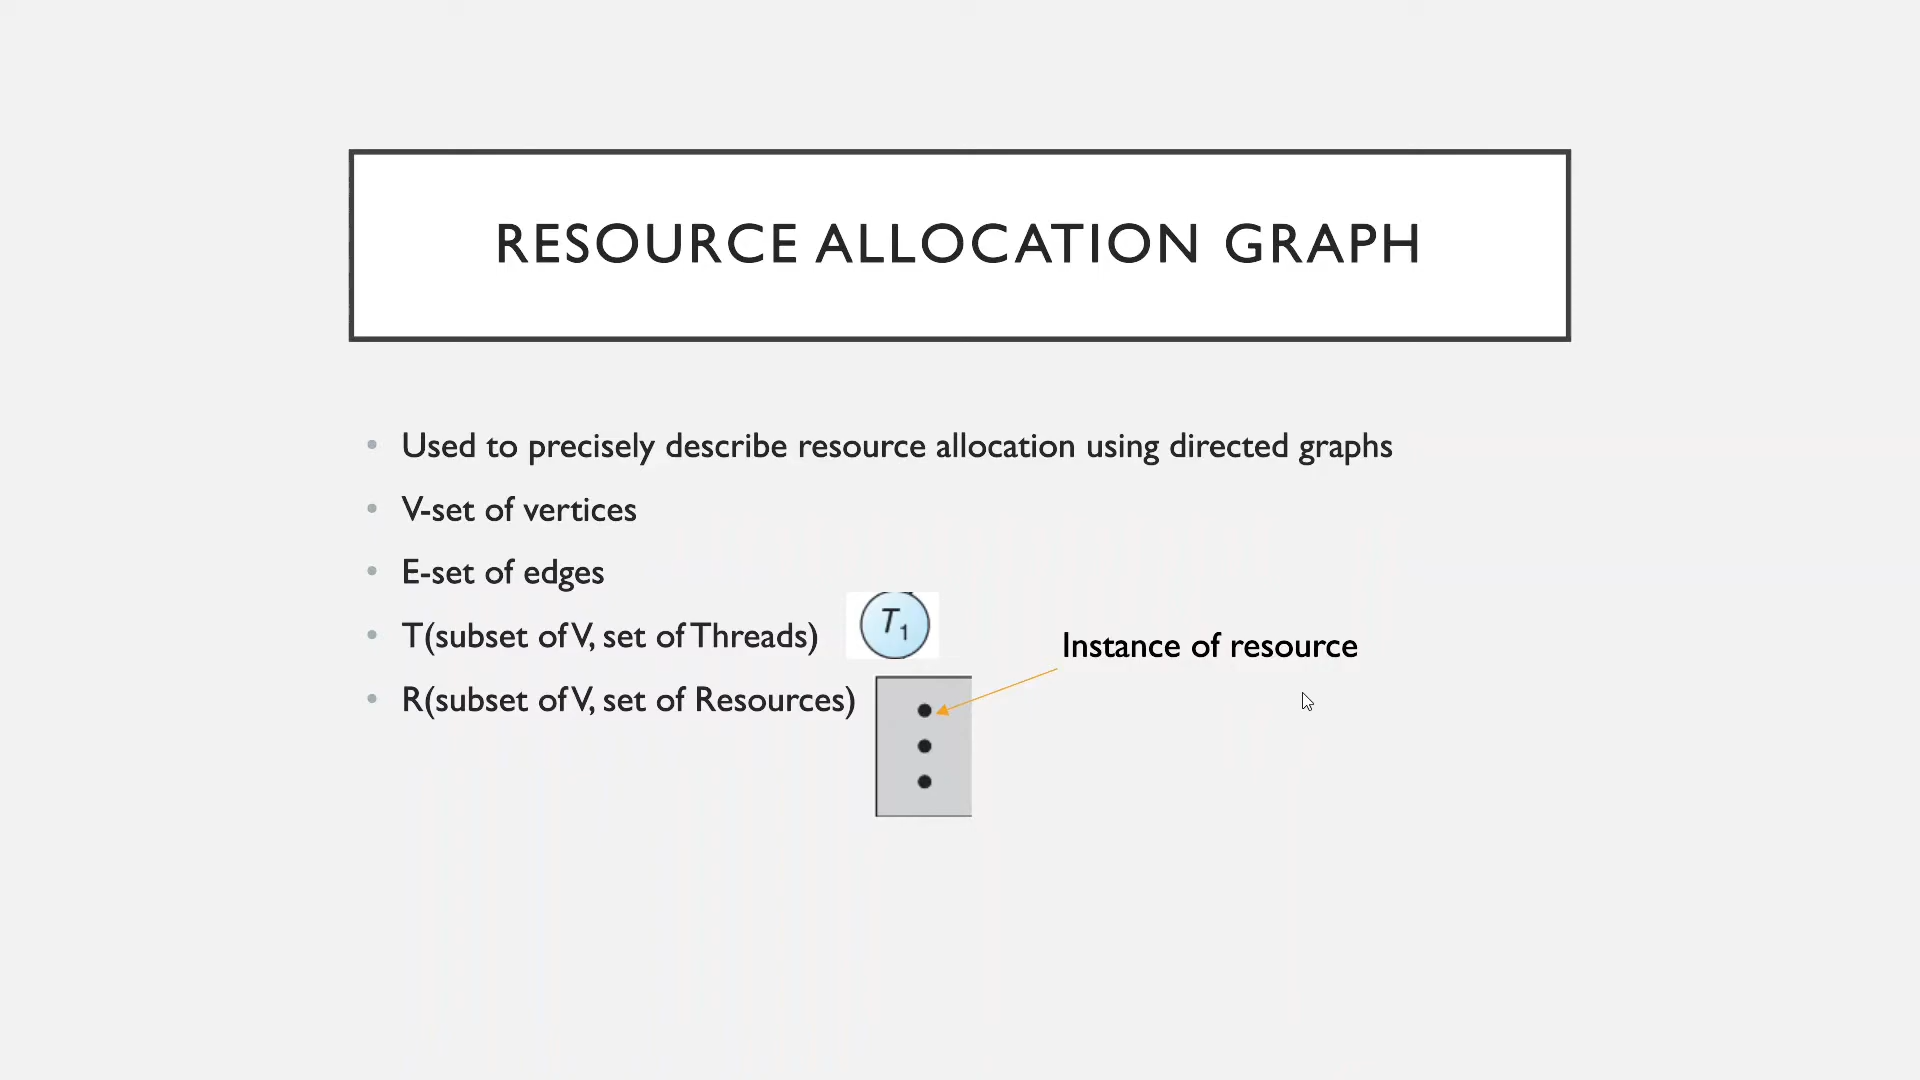 RESOURCE ALLOCATION GRAPH
• Used to precisely describe resource allocation using directed graphs
• V-set of vertices
• E-set of edges
• T(subset of V, set of Threads)
T1
Instance of resource
• R(subset of V, set of Resources)